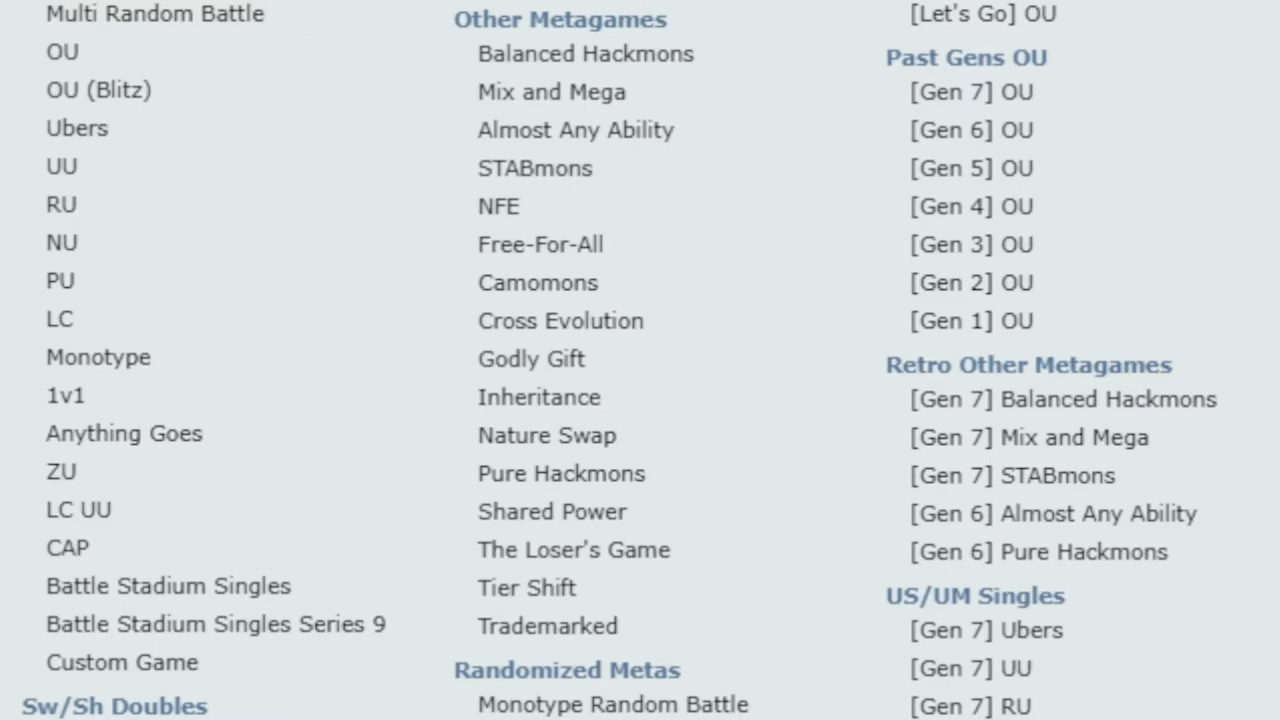 Multi Random Battle
OU
OU (Blitz)
Ubers
UU
RU
NU
PU
LC
Monotype
1v1
Anything Goes
ZU
LC UU
CAP
Battle Stadium Singles
Battle Stadium Singles Series 9
Custom Game
Sw/Sh Doubles
Other Metagames
Balanced Hackmons
Mix and Mega
Almost Any Ability
STABmons
NFE
Free-For-All
Camomons
Cross Evolution
Godly Gift
Inheritance
Nature Swap
Pure Hackmons
Shared Power
The Loser's Game
Tier Shift
Trademarked
Randomized Metas
Monotype Random Battle
[Let's Go] OU
Past Gens OU
[Gen 7] OU
[Gen 6] OU
[Gen 5] OU
[Gen 4] OU
[Gen 3] OU
[Gen 2] OU
[Gen 1] OU
Retro Other Metagames
[Gen 7] Balanced Hackmons
[Gen 7] Mix and Mega
[Gen 7] STABmons
[Gen 6] Almost Any Ability
[Gen 6] Pure Hackmons
US/UM Singles
[Gen 7] Ubers
[Gen 7] UU
[Gen 7] RU